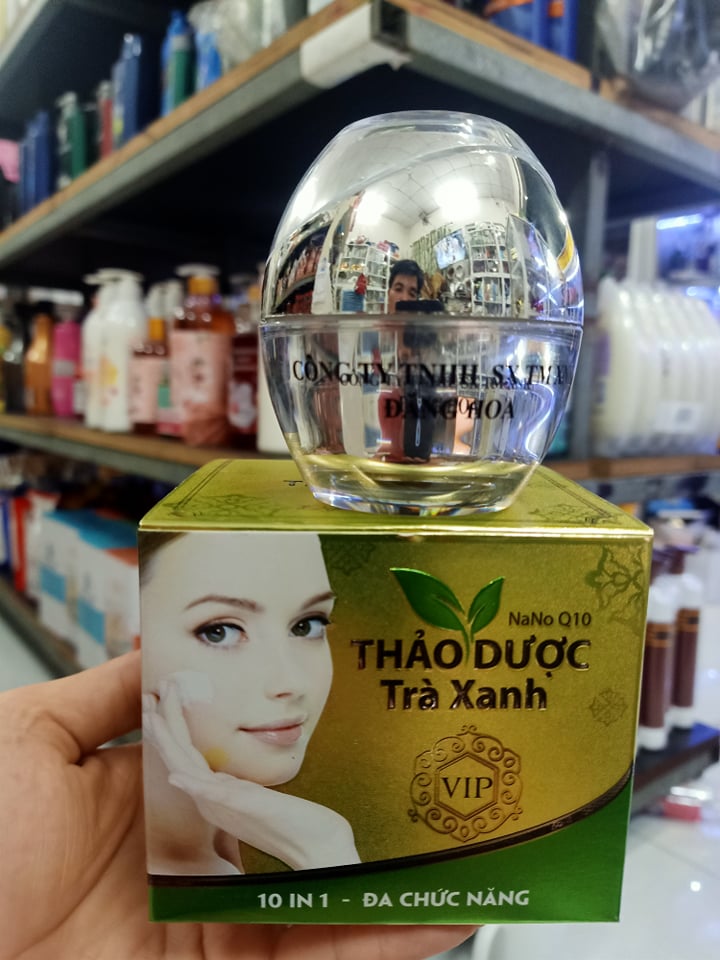 CÔNG TY TNHH SX TM
ĐĂNG HOA
NaNo Q10
THẢO DƯỢC
Trà Xanh
VIP
10 IN 1 - ĐA CHỨC NĂNG